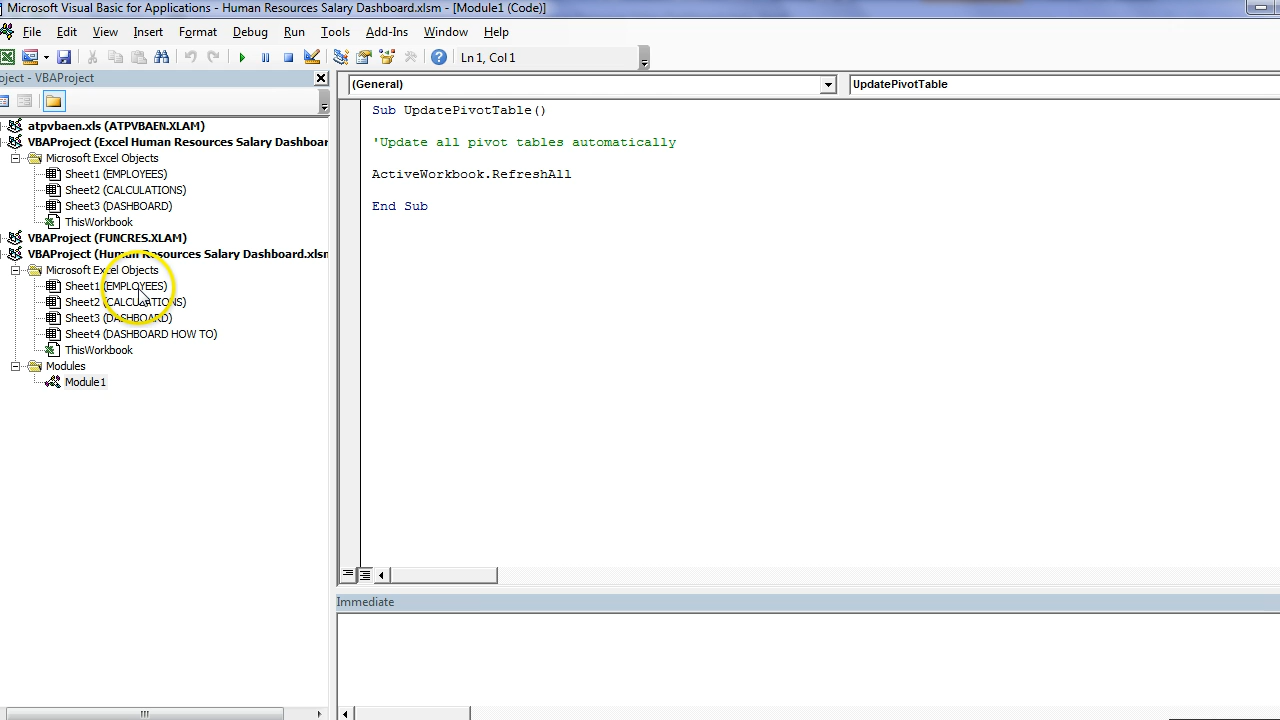 Microsoft Visual Basic for Applications - Human Resources Salary Dashboard.xlsm - [Module1 (Code)]
File Edit View Insert Format Debug Run Tools Add-Ins Window Help
Ln 1, Col 1
oject - VBAProject
(General)
UpdatePivotTable
atpvbaen.xls (ATPVBAEN.XLAM)
VBAProject (Excel Human Resources Salary Dashboar
Microsoft Excel Objects
Sheet1 (EMPLOYEES)
Sheet2 (CALCULATIONS)
Sheet3 (DASHBOARD)
ThisWorkbook
VBAProject (FUNCRES.XLAM)
VBAProject (Human Resources Salary Dashboard.xlsm
Microsoft Excel Objects
Sheet1 (EMPLOYEES)
Sheet2 (CALCULATIONS)
Sheet3 (DASHBOARD)
Sheet4 (DASHBOARD HOW TO)
ThisWorkbook
Modules
Module1
Sub UpdatePivotTable()
'Update all pivot tables automatically
ActiveWorkbook.RefreshAll
End Sub
Immediate